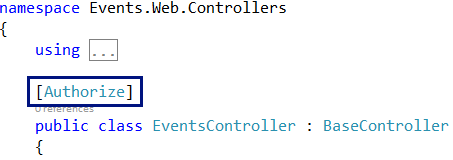 namespace Events.Web.Controllers
{
using ...
[Authorize]
0 references
public class EventsController : BaseController
{